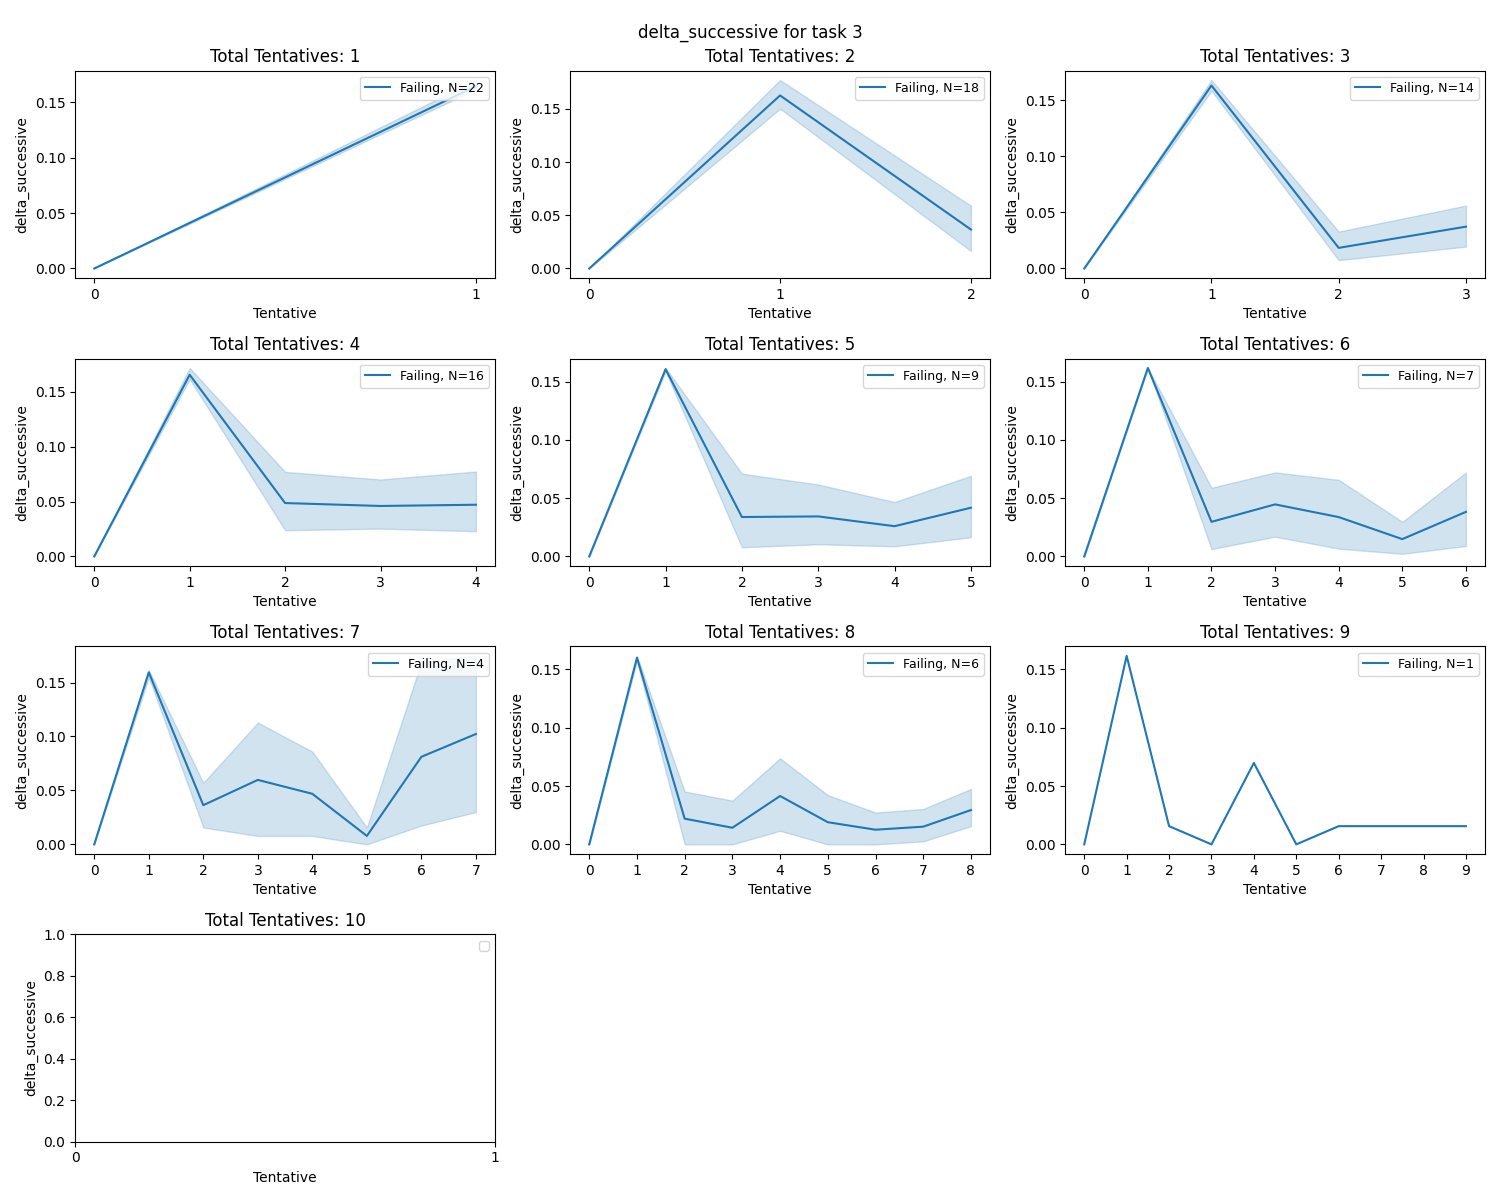 delta_successive for task 3
Total Tentatives: 1
Failing, N=22
delta_successive
0.15
0.10
0.05
0.00
0 1
Tentative
Total Tentatives: 2
Failing, N=18
delta_successive
0.15
0.10
0.05
0.00
0 1 2
Tentative
Total Tentatives: 3
Failing, N=14
delta_successive
0.15
0.10
0.05
0.00
0 1 2 3
Tentative
Total Tentatives: 4
Failing, N=16
delta_successive
0.15
0.10
0.05
0.00
0 1 2 3 4
Tentative
Total Tentatives: 5
Failing, N=9
delta_successive
0.15
0.10
0.05
0.00
0 1 2 3 4 5
Tentative
Total Tentatives: 6
Failing, N=7
delta_successive
0.15
0.10
0.05
0.00
0 1 2 3 4 5 6
Tentative
Total Tentatives: 7
Failing, N=4
delta_successive
0.15
0.10
0.05
0.00
0 1 2 3 4 5 6 7
Tentative
Total Tentatives: 8
Failing, N=6
delta_successive
0.15
0.10
0.05
0.00
0 1 2 3 4 5 6 7 8
Tentative
Total Tentatives: 9
Failing, N=1
delta_successive
0.15
0.10
0.05
0.00
0 1 2 3 4 5 6 7 8 9
Tentative
Total Tentatives: 10
delta_successive
1.0
0.8
0.6
0.4
0.2
0.0
0 1
Tentative